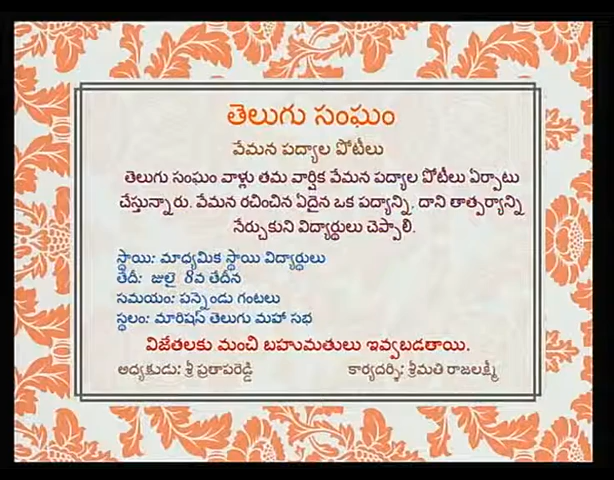 తెలుగు సంఘం
వేమన పద్యాల పోటీలు
తెలుగు సంఘం వాళ్లు తమ వార్షిక వేమన పద్యాల పోటీలు ఏర్పాటు
చేస్తున్నారు. వేమన రచించిన ఏదైన ఒక పద్యాన్ని, దాని తాత్పర్యాన్ని
నేర్చుకుని విద్యార్థులు చెప్పాలి.
స్థాయి: మాధ్యమిక స్థాయి విద్యార్థులు
తేదీ: జులై 8వ తేదీన
సమయం: పన్నెండు గంటలు
స్థలం: మారిషస్ తెలుగు మహా సభ
విజేతలకు మంచి బహుమతులు ఇవ్వబడతాయి.
అధ్యక్షుడు: శ్రీ ప్రతాపరెడ్డి కార్యదర్శి: శ్రీమతి రాజలక్ష్మీ